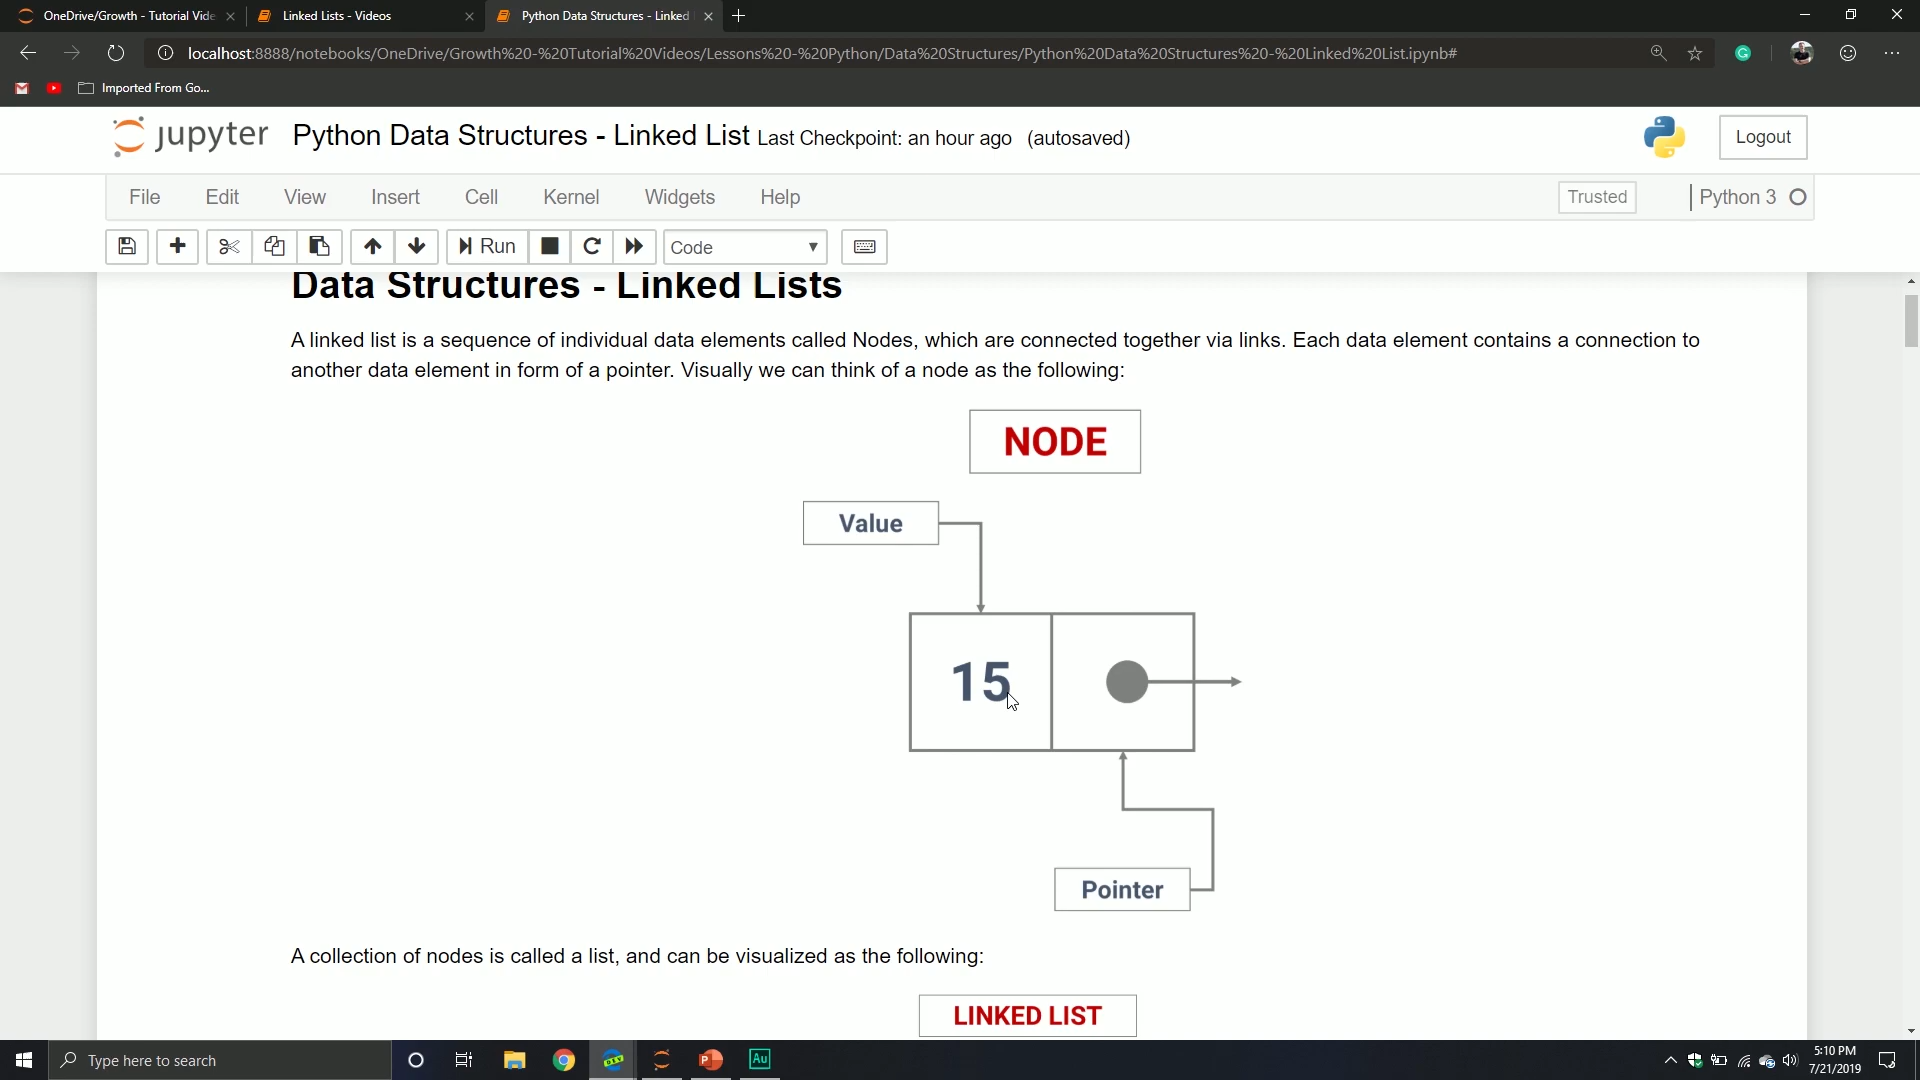 OneDrive/Growth - Tutorial Vide
Linked Lists - Videos
Python Data Structures - Linked
localhost:8888/notebooks/OneDrive/Growth%20-%20Tutorial%20Videos/Lessons%20-%20Python/Data%20Structures/Python%20Data%20Structures%20-%20Linked%20List.ipynb#
Imported From Go...
jupyter Python Data Structures - Linked List Last Checkpoint: an hour ago (autosaved)
Logout
File Edit View Insert Cell Kernel Widgets Help
Trusted
Python 3
Run
Code
Data Structures - Linked Lists
A linked list is a sequence of individual data elements called Nodes, which are connected together via links. Each data element contains a connection to
another data element in form of a pointer. Visually we can think of a node as the following:
NODE
Value
15
Pointer
A collection of nodes is called a list, and can be visualized as the following:
LINKED LIST
Type here to search
DEV
P
Au
5:10 PM
7/21/2019